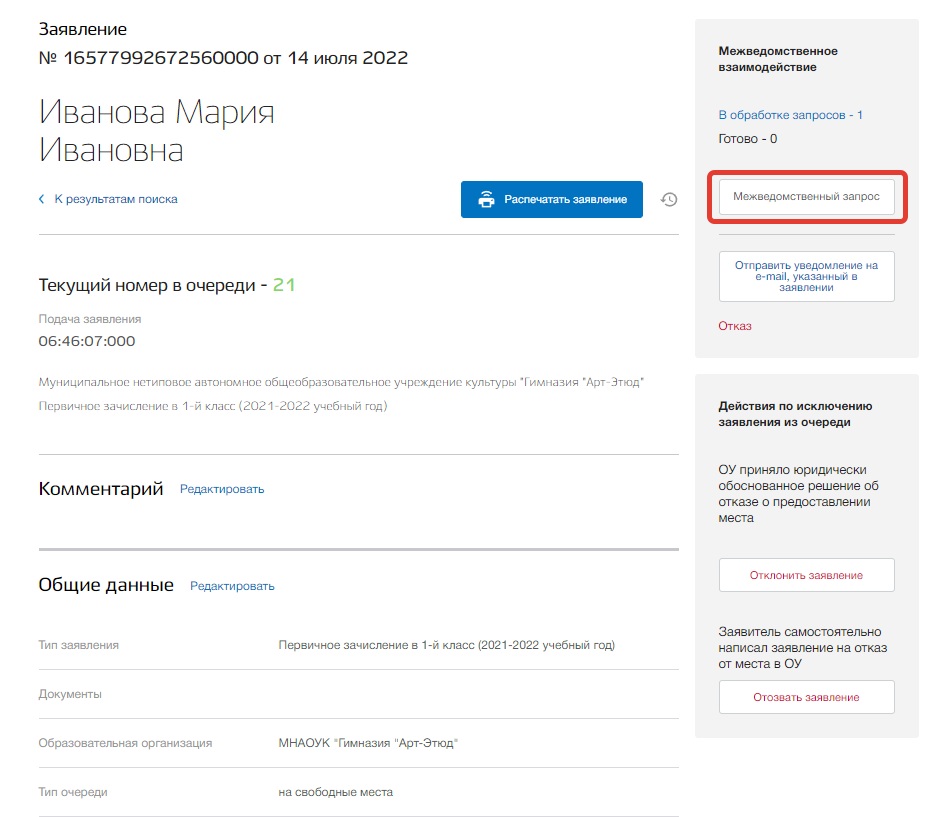 Заявление
№ 16577992672560000 от 14 июля 2022
Иванова Мария
Ивановна
К результатам поиска
Распечатать заявление
Текущий номер в очереди - 21
Подача заявления
06:46:07:000
Муниципальное нетиповое автономное общеобразовательное учреждение культуры "Гимназия "Арт-Этюд"
Первичное зачисление в 1-й класс (2021-2022 учебный год)
Комментарий Редактировать
Общие данные Редактировать
Тип заявления Первичное зачисление в 1-й класс (2021-2022 учебный год)
Документы
Образовательная организация МНАОУК "Гимназия "Арт-Этюд"
Тип очереди на свободные места
Межведомственное
взаимодействие
В обработке запросов - 1
Готово - 0
Межведомственный запрос
Отправить уведомление на
e-mail, указанный в
заявлении
Отказ
Действия по исключению
заявления из очереди
ОУ приняло юридически
обоснованное решение об
отказе о предоставлении
места
Отклонить заявление
Заявитель самостоятельно
написал заявление на отказ
от места в ОУ
Отозвать заявление